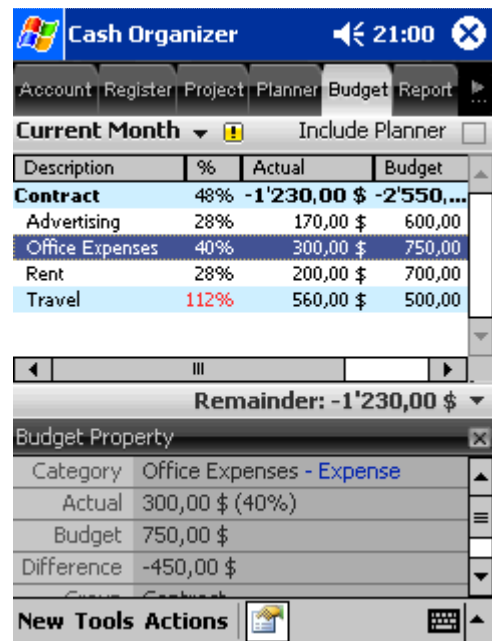 Cash Organizer 21:00
Account Register Project Planner Budget Report
Current Month Include Planner
Description % Actual Budget
Contract 48% -1'230,00 $ -2'550,...
Advertising 28% 170,00 $ 600,00
Office Expenses 40% 300,00 $ 750,00
Rent 28% 200,00 $ 700,00
Travel 112% 560,00 $ 500,00
Remainder: -1'230,00 $
Budget Property
Category Office Expenses - Expense
Actual 300,00 $ (40%)
Budget 750,00 $
Difference -450,00 $
Group Contract
New Tools Actions